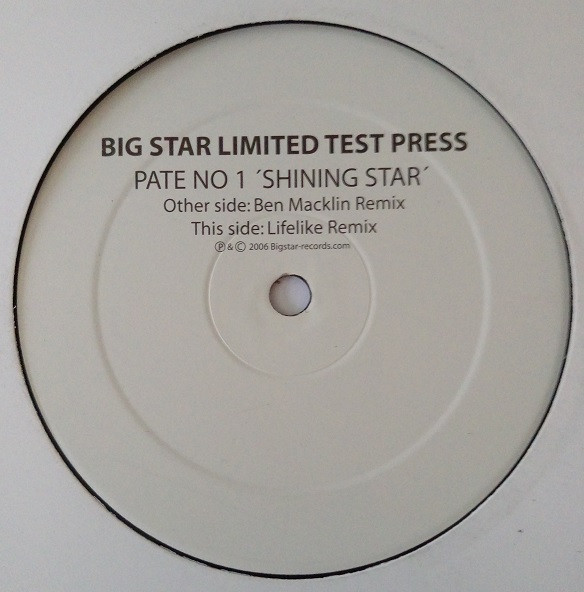 BIG STAR LIMITED TEST PRESS
PATE NO 1 ´SHINING STAR´
Other side: Ben Macklin Remix
This side: Lifelike Remix
℗ & © 2006 Bigstar-records.com